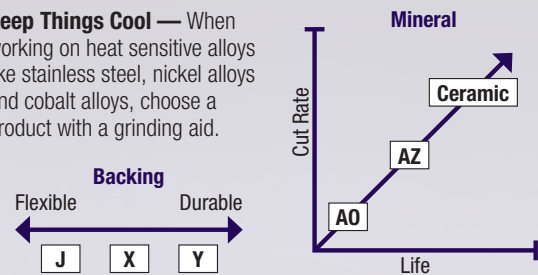 eep Things Cool — When
orking on heat sensitive alloys
ke stainless steel, nickel alloys
nd cobalt alloys, choose a
roduct with a grinding aid.
Backing
Flexible Durable
J X Y
Mineral
Cut Rate
Ceramic
AZ
AO
Life